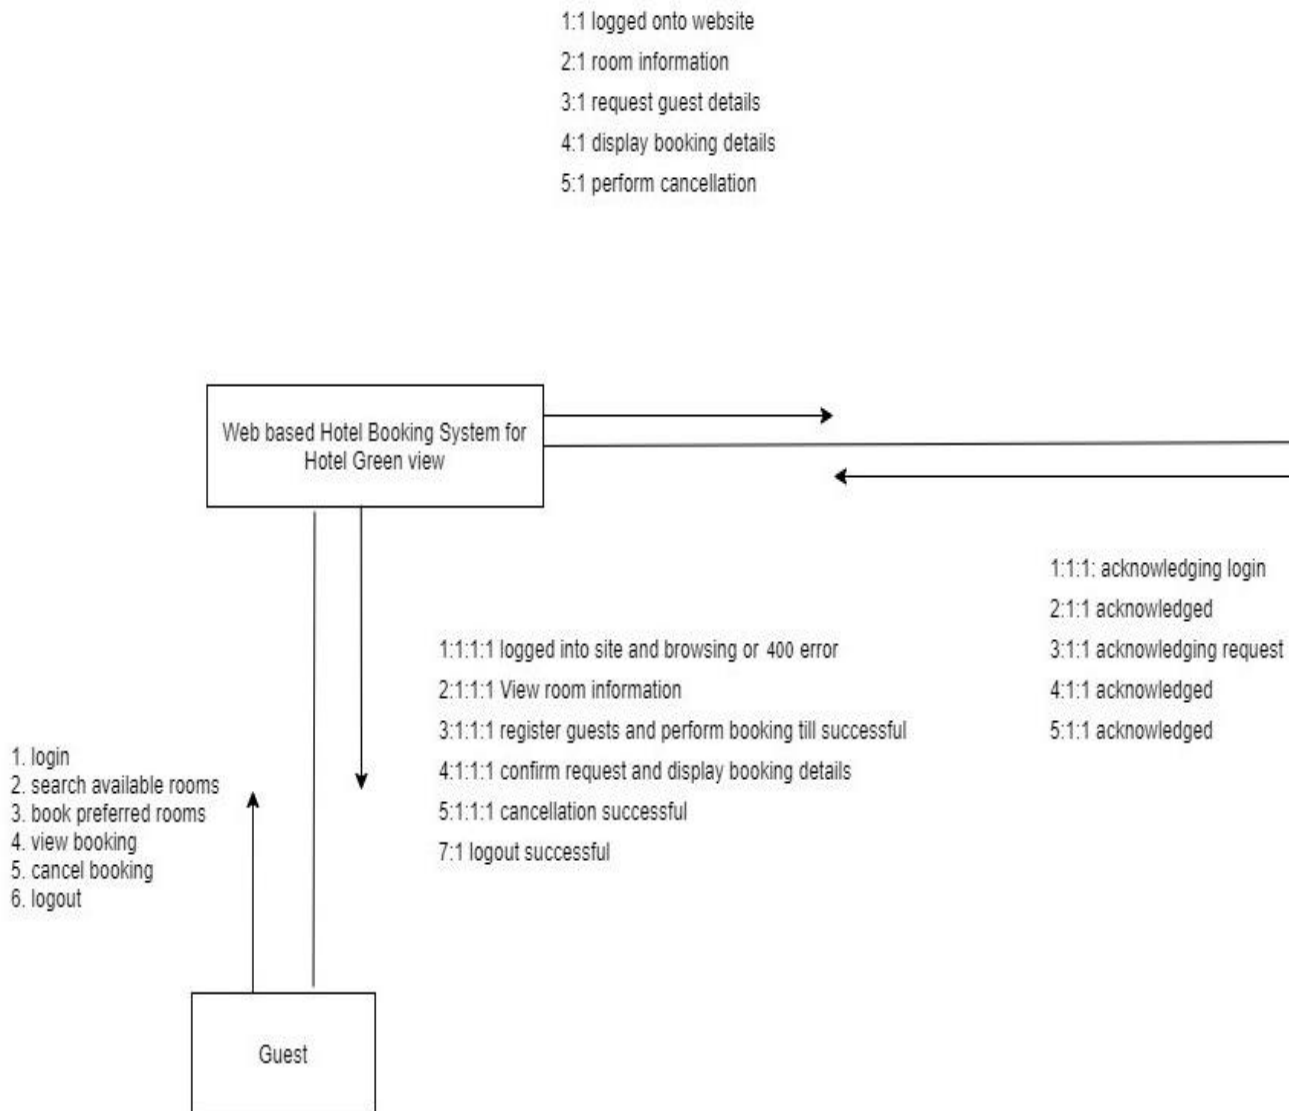 1:1 logged onto website
2:1 room information
3:1 request guest details
4:1 display booking details
5:1 perform cancellation
Web based Hotel Booking System for
Hotel Green view
1:1:1: acknowledging login
2:1:1 acknowledged
3:1:1 acknowledging request
4:1:1 acknowledged
5:1:1 acknowledged
1:1:1:1 logged into site and browsing or 400 error
2:1:1:1 View room information
3:1:1:1 register guests and perform booking till successful
4:1:1:1 confirm request and display booking details
5:1:1:1 cancellation successful
7:1 logout successful
1. login
2. search available rooms
3. book preferred rooms
4. view booking
5. cancel booking
6. logout
Guest